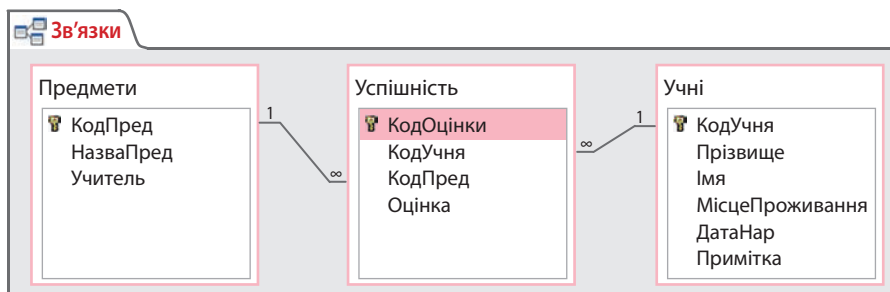 Зв’язки
Предмети
КодПред
НазваПред
Учитель
1
∞
Успішність
КодОцінки
КодУчня
КодПред
Оцінка
∞
1
Учні
КодУчня
Прізвище
Імя
МісцеПроживання
ДатаНар
Примітка